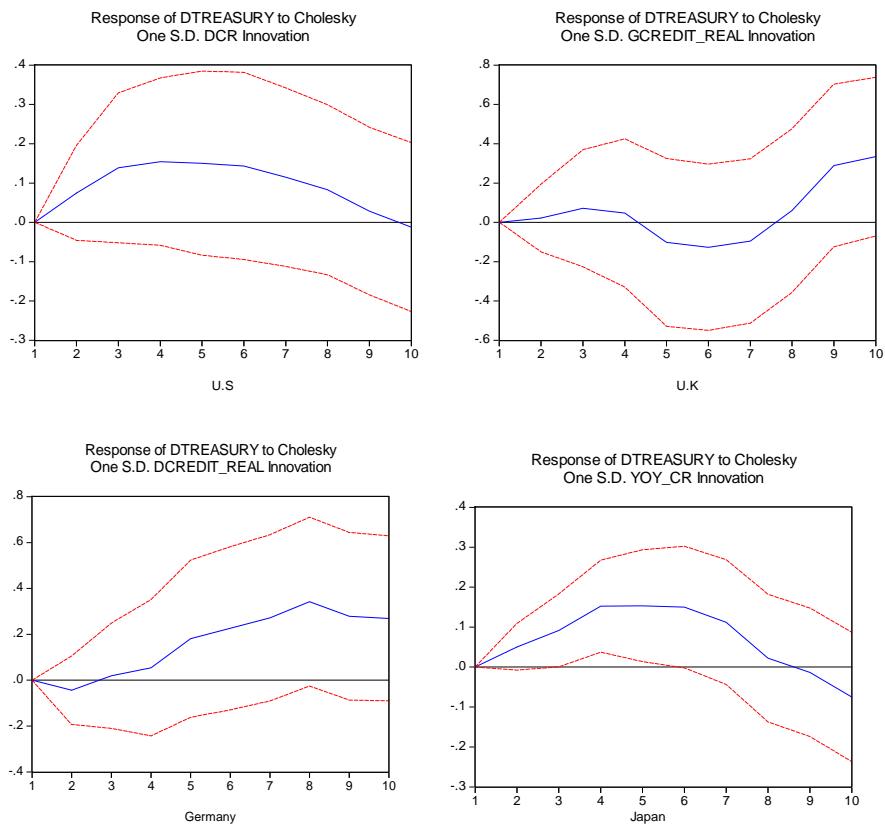 Response of DTREASURY to Cholesky
One S.D. DCR Innovation
.4
.3
.2
.1
.0
-.1
-.2
-.3
1 2 3 4 5 6 7 8 9 10
U.S
Response of DTREASURY to Cholesky
One S.D. GCREDIT_REAL Innovation
.8
.6
.4
.2
.0
-.2
-.4
-.6
1 2 3 4 5 6 7 8 9 10
U.K
Response of DTREASURY to Cholesky
One S.D. DCREDIT_REAL Innovation
.8
.6
.4
.2
.0
-.2
-.4
1 2 3 4 5 6 7 8 9 10
Germany
Response of DTREASURY to Cholesky
One S.D. YOY_CR Innovation
.4
.3
.2
.1
.0
-.1
-.2
-.3
1 2 3 4 5 6 7 8 9 10
Japan